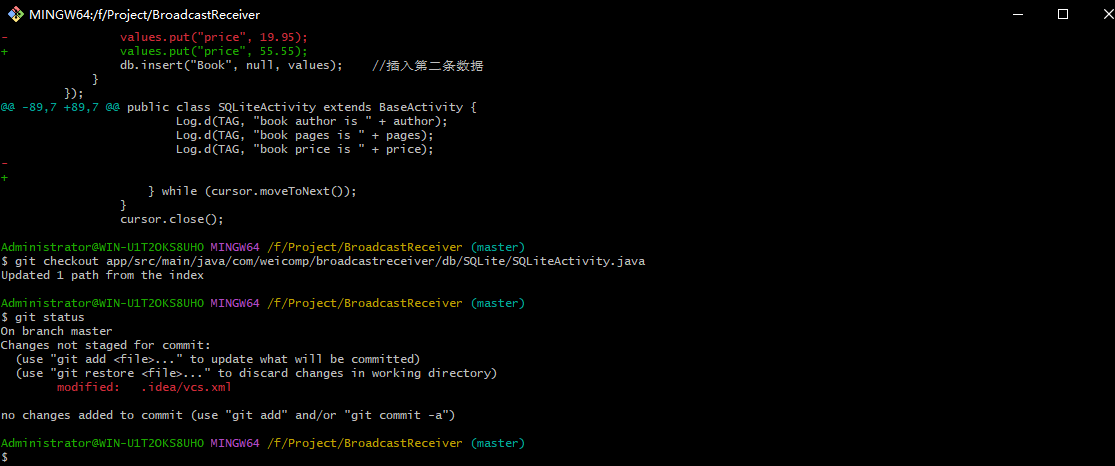 MINGW64:/f/Project/BroadcastReceiver
- values.put("price", 19.95);
+ values.put("price", 55.55);
db.insert("Book", null, values); //插入第二条数据
}
});
@@ -89,7 +89,7 @@ public class SQLiteActivity extends BaseActivity {
Log.d(TAG, "book author is " + author);
Log.d(TAG, "book pages is " + pages);
Log.d(TAG, "book price is " + price);
-
+
} while (cursor.moveToNext());
}
cursor.close();
Administrator@WIN-U1T2OKS8UHO MINGW64 /f/Project/BroadcastReceiver (master)
$ git checkout app/src/main/java/com/weicomp/broadcastreceiver/db/SQLite/SQLiteActivity.java
Updated 1 path from the index
Administrator@WIN-U1T2OKS8UHO MINGW64 /f/Project/BroadcastReceiver (master)
$ git status
On branch master
Changes not staged for commit:
(use "git add <file>..." to update what will be committed)
(use "git restore <file>..." to discard changes in working directory)
modified: .idea/vcs.xml
no changes added to commit (use "git add" and/or "git commit -a")
Administrator@WIN-U1T2OKS8UHO MINGW64 /f/Project/BroadcastReceiver (master)
$